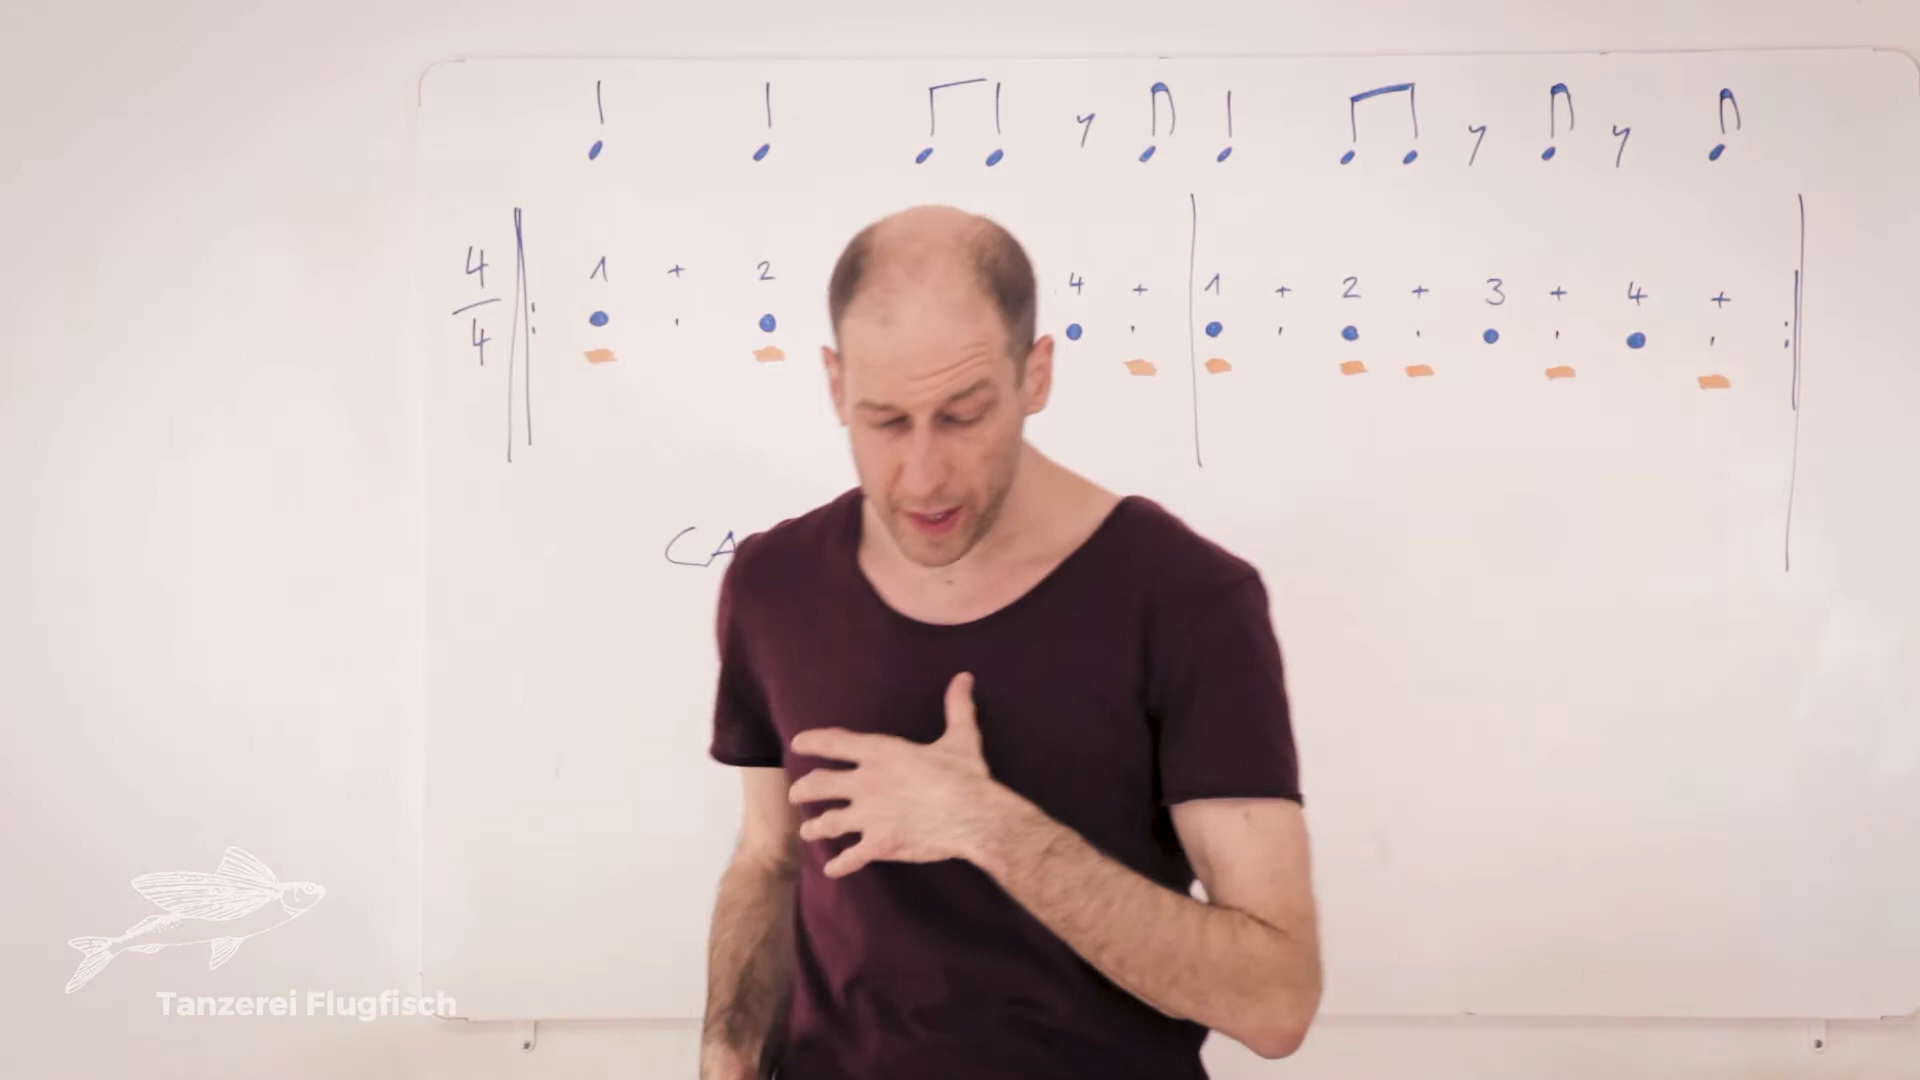 4/4 1 + 2 4 + 1 + 2 + 3 + 4 +
CA
Tanzerei Flugfisch